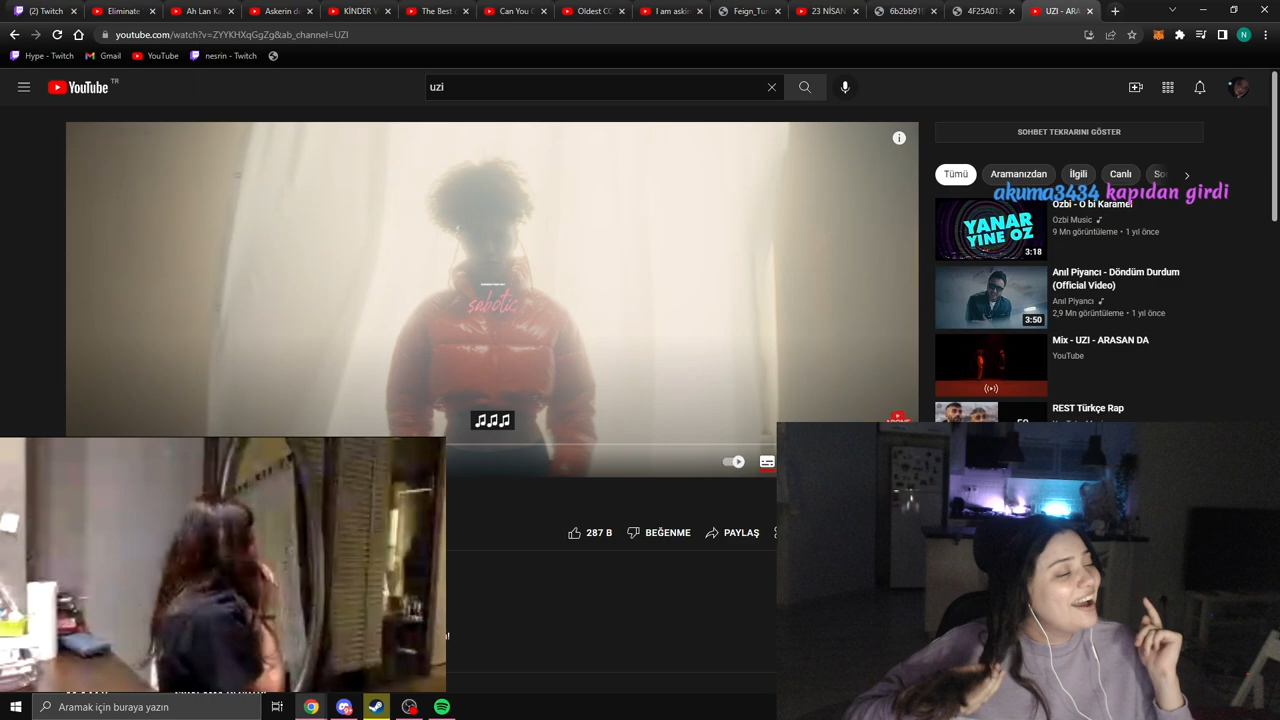 (2) Twitch
Eliminate
Ah Lan Ka
Askerin de
KİNDER V
The Best
Can You C
Oldest CC
I am askin
Feign_Tur
23 NİSAN
6b2bb915
4F25A012
UZI - ARA
youtube.com/watch?v=ZYYKHXqGgZg&ab_channel=UZI
Hype - Twitch
Gmail
YouTube
nesrin - Twitch
YouTube TR
uzi
SOHBET TEKRARINI GÖSTER
Tümü
Aramanızdan
İlgili
Canlı
akuma3434 kapıdan girdi
Ozbi - O bi Karamel
Ozbi Music
9 Mn görüntüleme • 1 yıl önce
YANAR
YINE OZ
3:18
Anıl Piyancı - Döndüm Durdum
(Official Video)
Anıl Piyancı
2,9 Mn görüntüleme • 1 yıl önce
3:50
Mix - UZI - ARASAN DA
YouTube
REST Türkçe Rap
sabotic
287 B
BEĞENME
PAYLAŞ
Aramak için buraya yazın